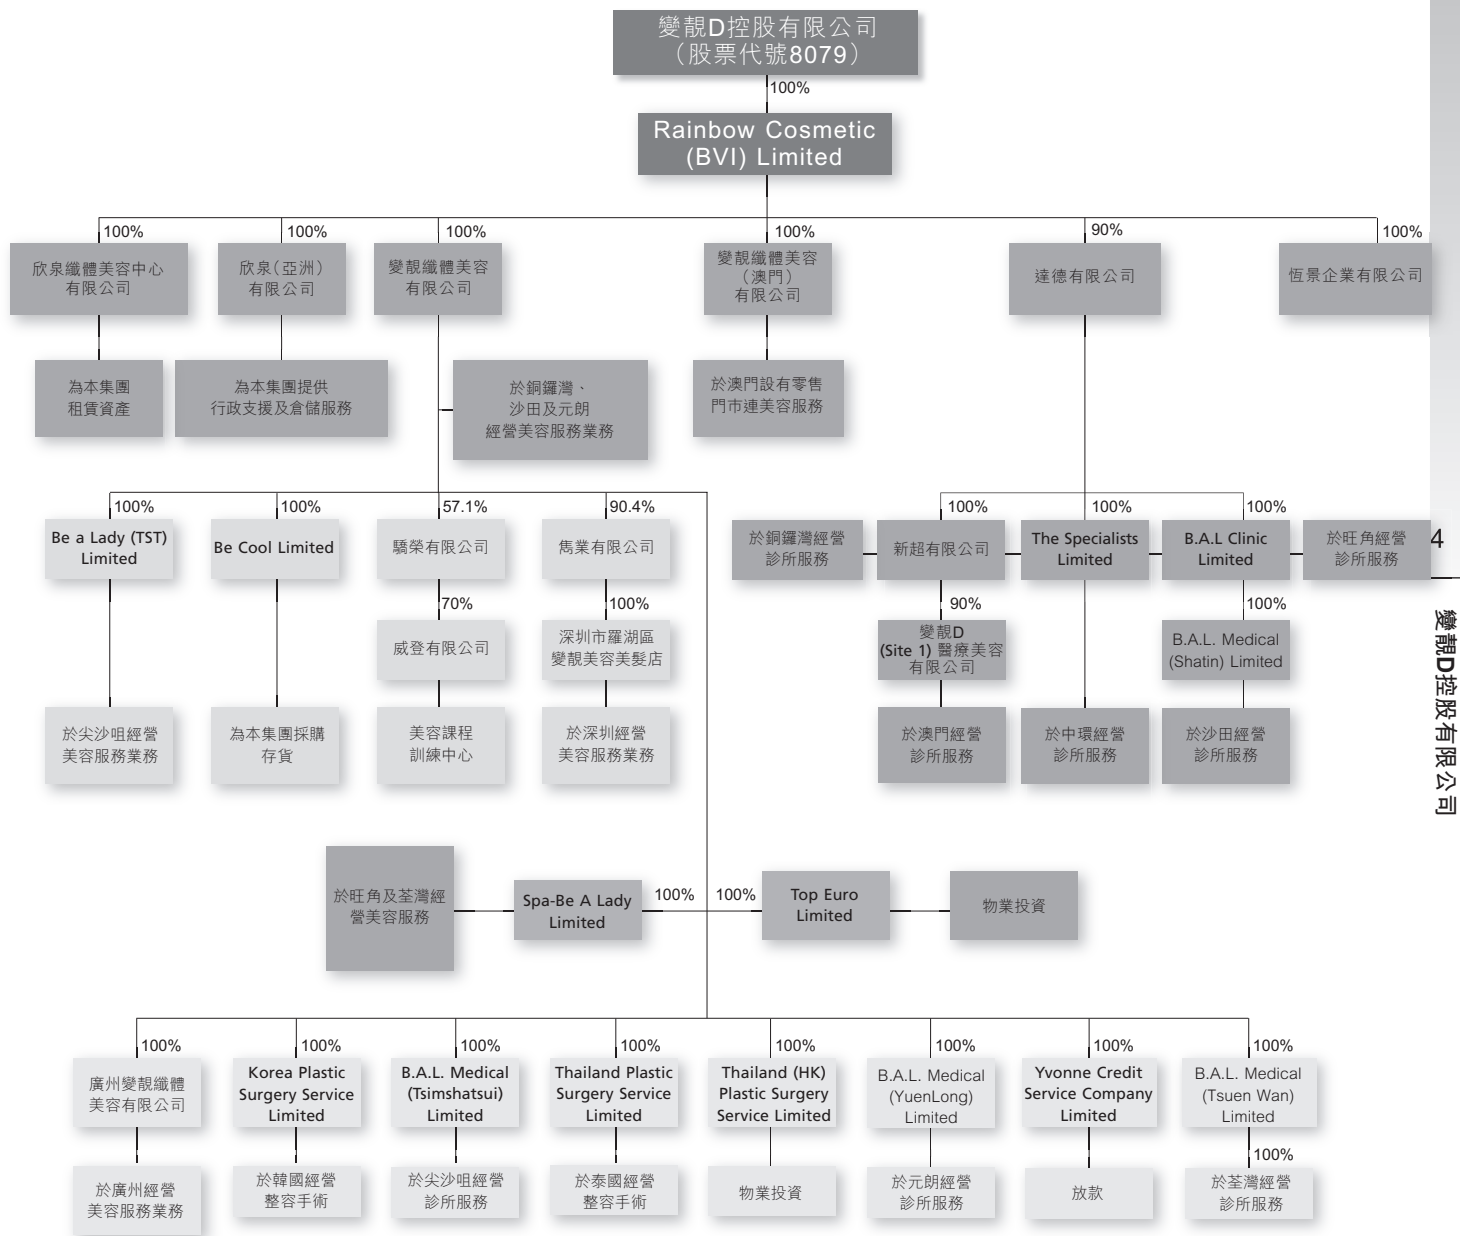 變靚D控股有限公司
（股票代號8079）
100%
Rainbow Cosmetic
(BVI) Limited
100%
100%
100%
100%
90%
100%
欣泉纖體美容中心
有限公司
欣泉（亞洲）
有限公司
變靚纖體美容
有限公司
變靚纖體美容
（澳門）
有限公司
達德有限公司
恆景企業有限公司
為本集團
租賃資產
為本集團提供
行政支援及倉儲服務
於銅鑼灣、
沙田及元朗
經營美容服務業務
於澳門設有零售
門市連美容服務
100%
100%
57.1%
90.4%
100%
100%
100%
Be a Lady (TST)
Limited
Be Cool Limited
驕榮有限公司
雋業有限公司
於銅鑼灣經營
診所服務
新超有限公司
The Specialists
Limited
B.A.L Clinic
Limited
於旺角經營
診所服務
70%
100%
90%
100%
威登有限公司
深圳市羅湖區
變靚美容美髮店
變靚D
(Site 1) 醫療美容
有限公司
B.A.L. Medical
(Shatin) Limited
於尖沙咀經營
美容服務業務
為本集團採購
存貨
美容課程
訓練中心
於深圳經營
美容服務業務
於澳門經營
診所服務
於中環經營
診所服務
於沙田經營
診所服務
於旺角及荃灣經
營美容服務
Spa-Be A Lady
Limited
100%
100%
Top Euro
Limited
物業投資
100%
100%
100%
100%
100%
100%
100%
100%
廣州變靚纖體
美容有限公司
Korea Plastic
Surgery Service
Limited
B.A.L. Medical
(Tsimshatsui)
Limited
Thailand Plastic
Surgery Service
Limited
Thailand (HK)
Plastic Surgery
Service Limited
B.A.L. Medical
(YuenLong)
Limited
Yvonne Credit
Service Company
Limited
B.A.L. Medical
(Tsuen Wan)
Limited
100%
於廣州經營
美容服務業務
於韓國經營
整容手術
於尖沙咀經營
診所服務
於泰國經營
整容手術
物業投資
於元朗經營
診所服務
放款
於荃灣經營
診所服務
4
變靚D控股有限公司